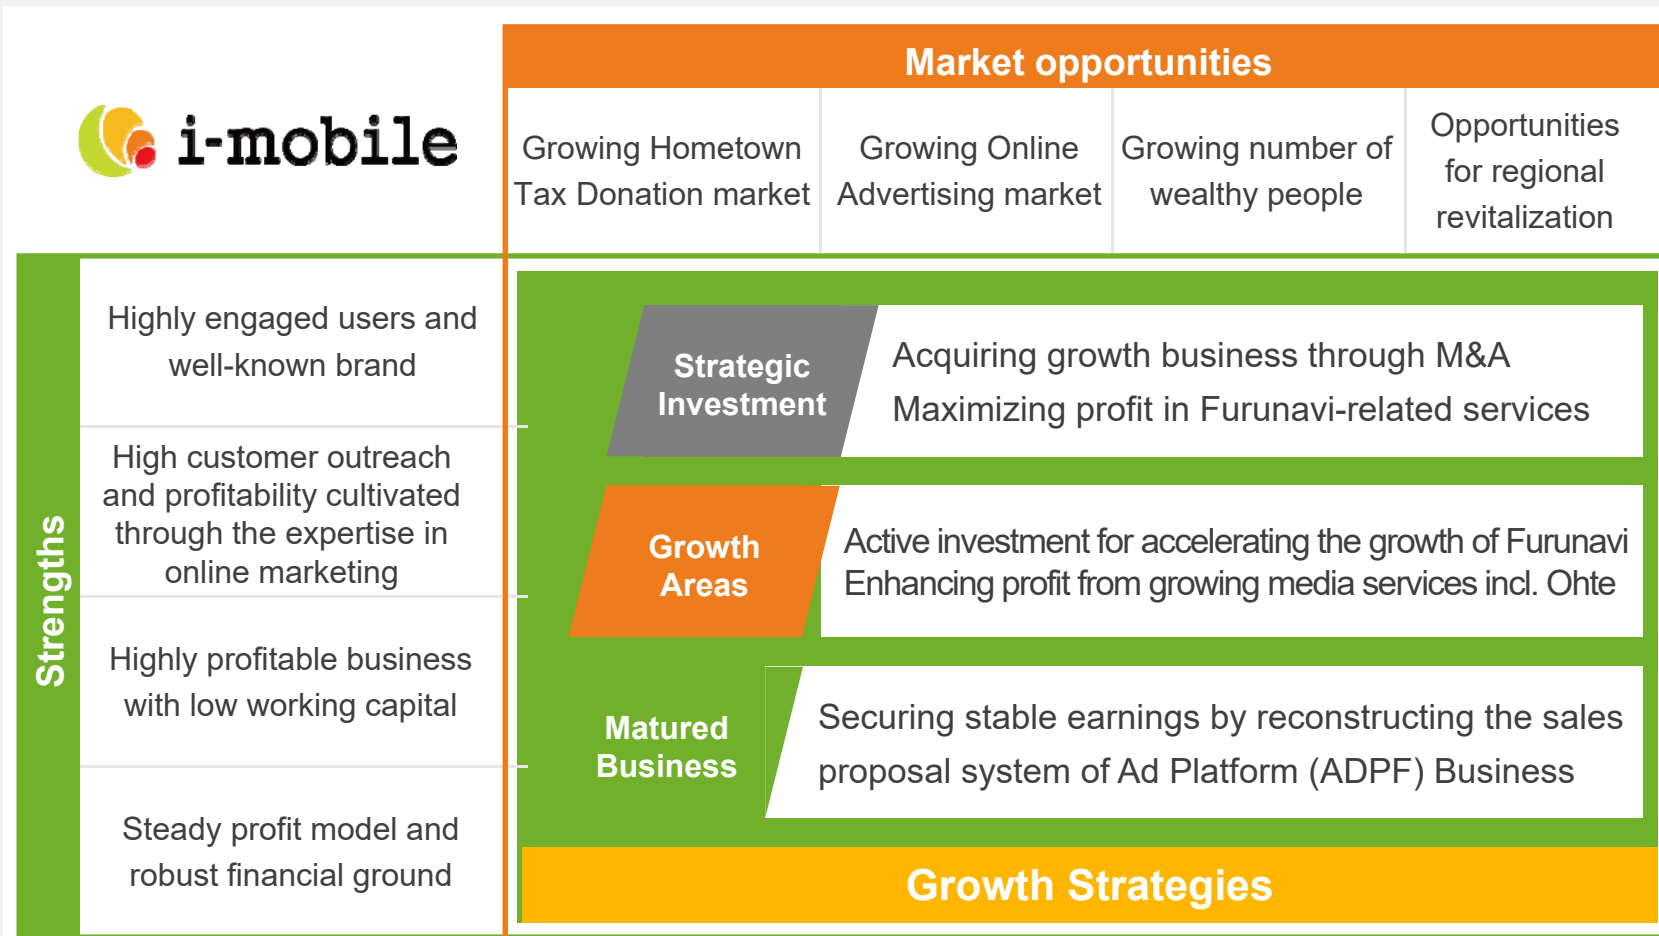 i-mobile
Market opportunities
Growing Hometown
Tax Donation market
Growing Online
Advertising market
Growing number of
wealthy people
Opportunities
for regional
revitalization
Strengths
Highly engaged users and
well-known brand
High customer outreach
and profitability cultivated
through the expertise in
online marketing
Highly profitable business
with low working capital
Steady profit model and
robust financial ground
Strategic
Investment
Acquiring growth business through M&A
Maximizing profit in Furunavi-related services
Growth
Areas
Active investment for accelerating the growth of Furunavi
Enhancing profit from growing media services incl. Ohte
Matured
Business
Securing stable earnings by reconstructing the sales
proposal system of Ad Platform (ADPF) Business
Growth Strategies